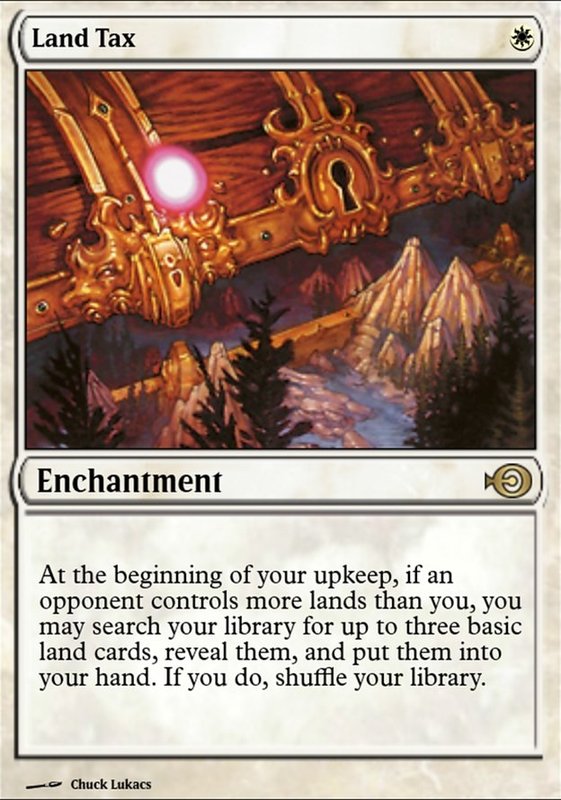 Land Tax
Enchantment
At the beginning of your upkeep, if an
opponent controls more lands than you, you
may search your library for up to three basic
land cards, reveal them, and put them into
your hand. If you do, shuffle your library.
Chuck Lukacs